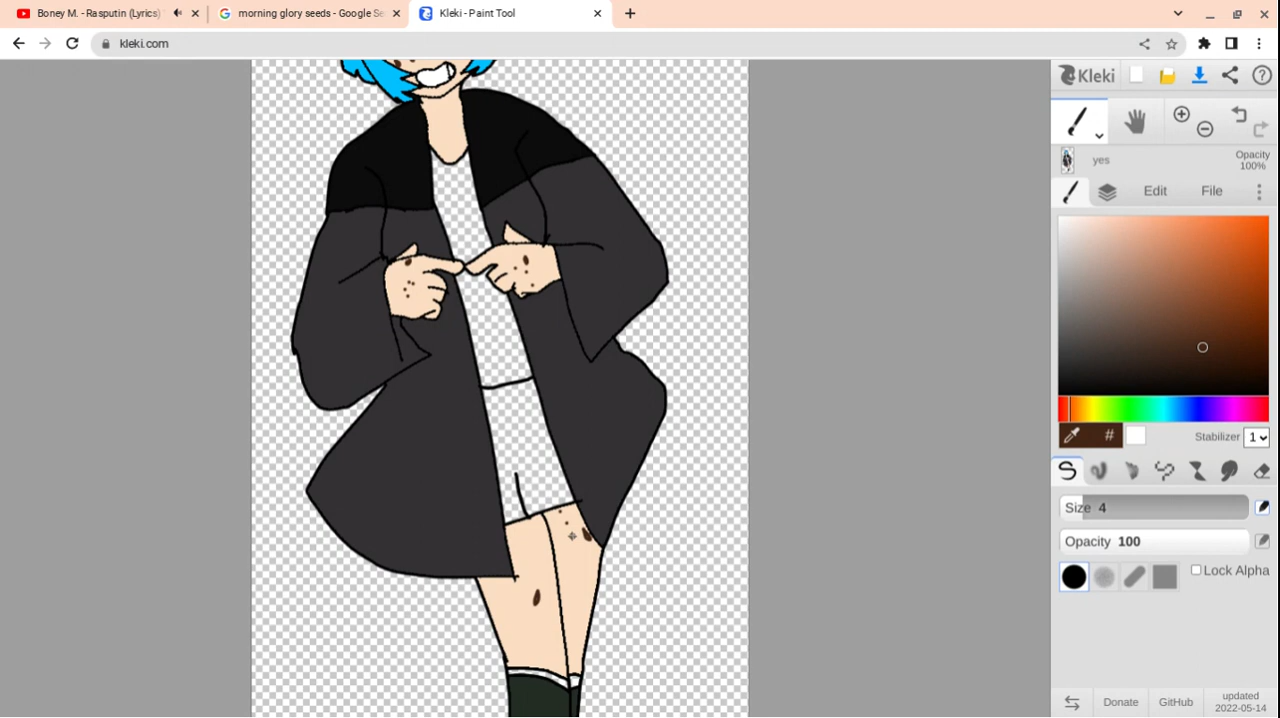 Boney M. - Rasputin (Lyrics)
morning glory seeds - Google Se
Kleki - Paint Tool
kleki.com
Kleki
yes
Opacity
100%
Edit
File
#
Stabilizer 1
Size 4
Opacity 100
Lock Alpha
Donate
GitHub
updated
2022-05-14